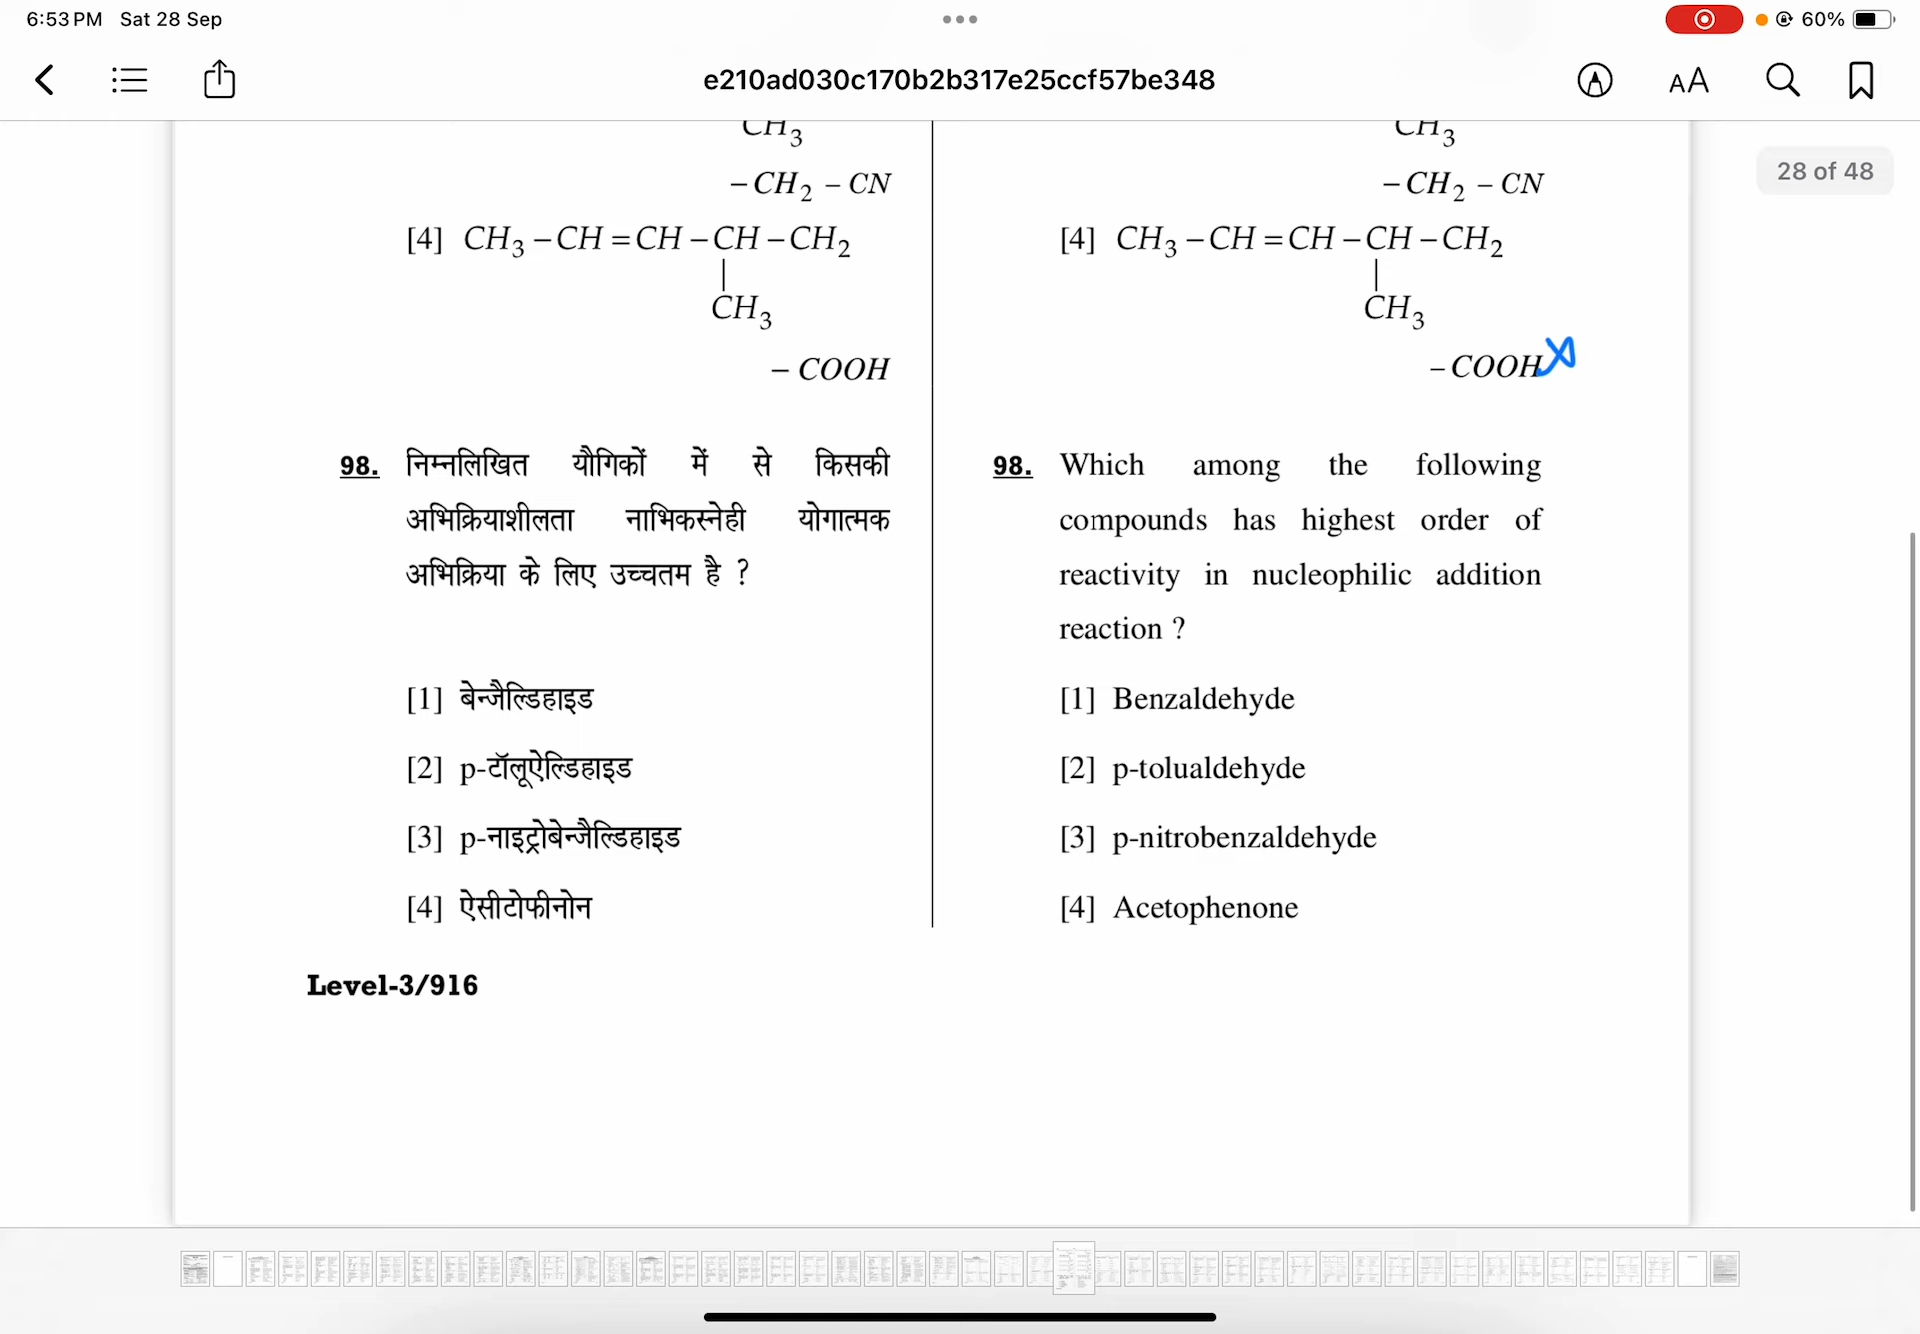 6:53 PM Sat 28 Sep
60%
e210ad030c170b2b317e25ccf57be348
AA
28 of 48
CH3
– CH2 – CN
[4] CH3 – CH = CH – CH – CH2
CH3
– COOH
98. निम्नलिखित यौगिकों में से किसकी
अभिक्रियाशीलता नाभिकस्नेही योगात्मक
अभिक्रिया के लिए उच्चतम है ?
[1] बेन्जैल्डिहाइड
[2] p-टॉलूऐल्डिहाइड
[3] p-नाइट्रोबेन्जैल्डिहाइड
[4] ऐसीटोफीनोन
Level-3/916
CH3
– CH2 – CN
[4] CH3 – CH = CH – CH – CH2
CH3
– COOH
98. Which among the following
compounds has highest order of
reactivity in nucleophilic addition
reaction ?
[1] Benzaldehyde
[2] p-tolualdehyde
[3] p-nitrobenzaldehyde
[4] Acetophenone